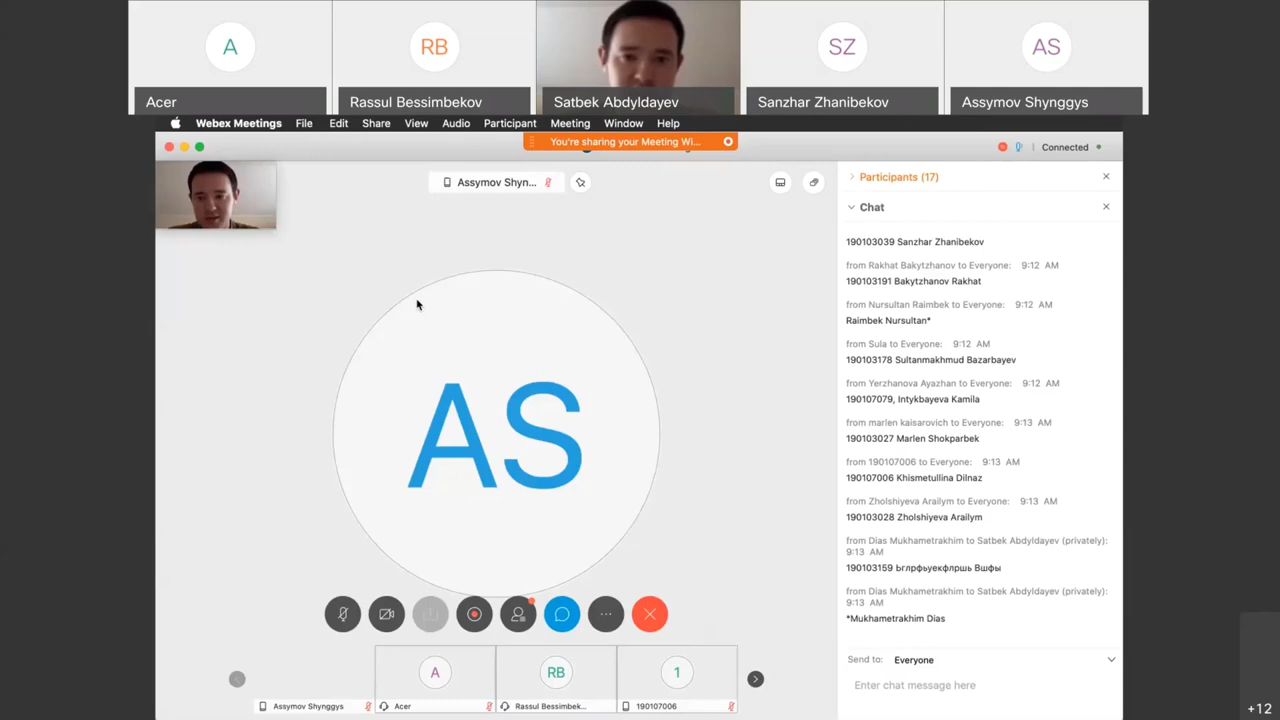 A
RB
SZ
AS
Acer
Rassul Bessimbekov
Satbek Abdyldayev
Sanzhar Zhanibekov
Assymov Shynggys
Webex Meetings File Edit Share View Audio Participant Meeting Window Help
You're sharing your Meeting Wi...
Connected
Assymov Shyn...
Participants (17)
Chat
190103039 Sanzhar Zhanibekov
from Rakhat Bakytzhanov to Everyone: 9:12 AM
190103191 Bakytzhanov Rakhat
from Nursultan Raimbek to Everyone: 9:12 AM
Raimbek Nursultan*
from Sula to Everyone: 9:12 AM
190103178 Sultanmakhmud Bazarbayev
from Yerzhanova Ayazhan to Everyone: 9:12 AM
190107079, Intykbayeva Kamila
from marlen kaisarovich to Everyone: 9:13 AM
190103027 Marlen Shokparbek
from 190107006 to Everyone: 9:13 AM
190107006 Khismetullina Dilnaz
from Zholshiyeva Arailym to Everyone: 9:13 AM
190103028 Zholshiyeva Arailym
from Dias Mukhametrakhim to Satbek Abdyldayev (privately):
9:13 AM
190103159 Ьглрфьуекфлршь Вшфы
from Dias Mukhametrakhim to Satbek Abdyldayev (privately):
9:13 AM
*Mukhametrakhim Dias
Send to: Everyone
Enter chat message here
AS
A
RB
1
Assymov Shynggys
Acer
Rassul Bessimbek...
190107006
+12